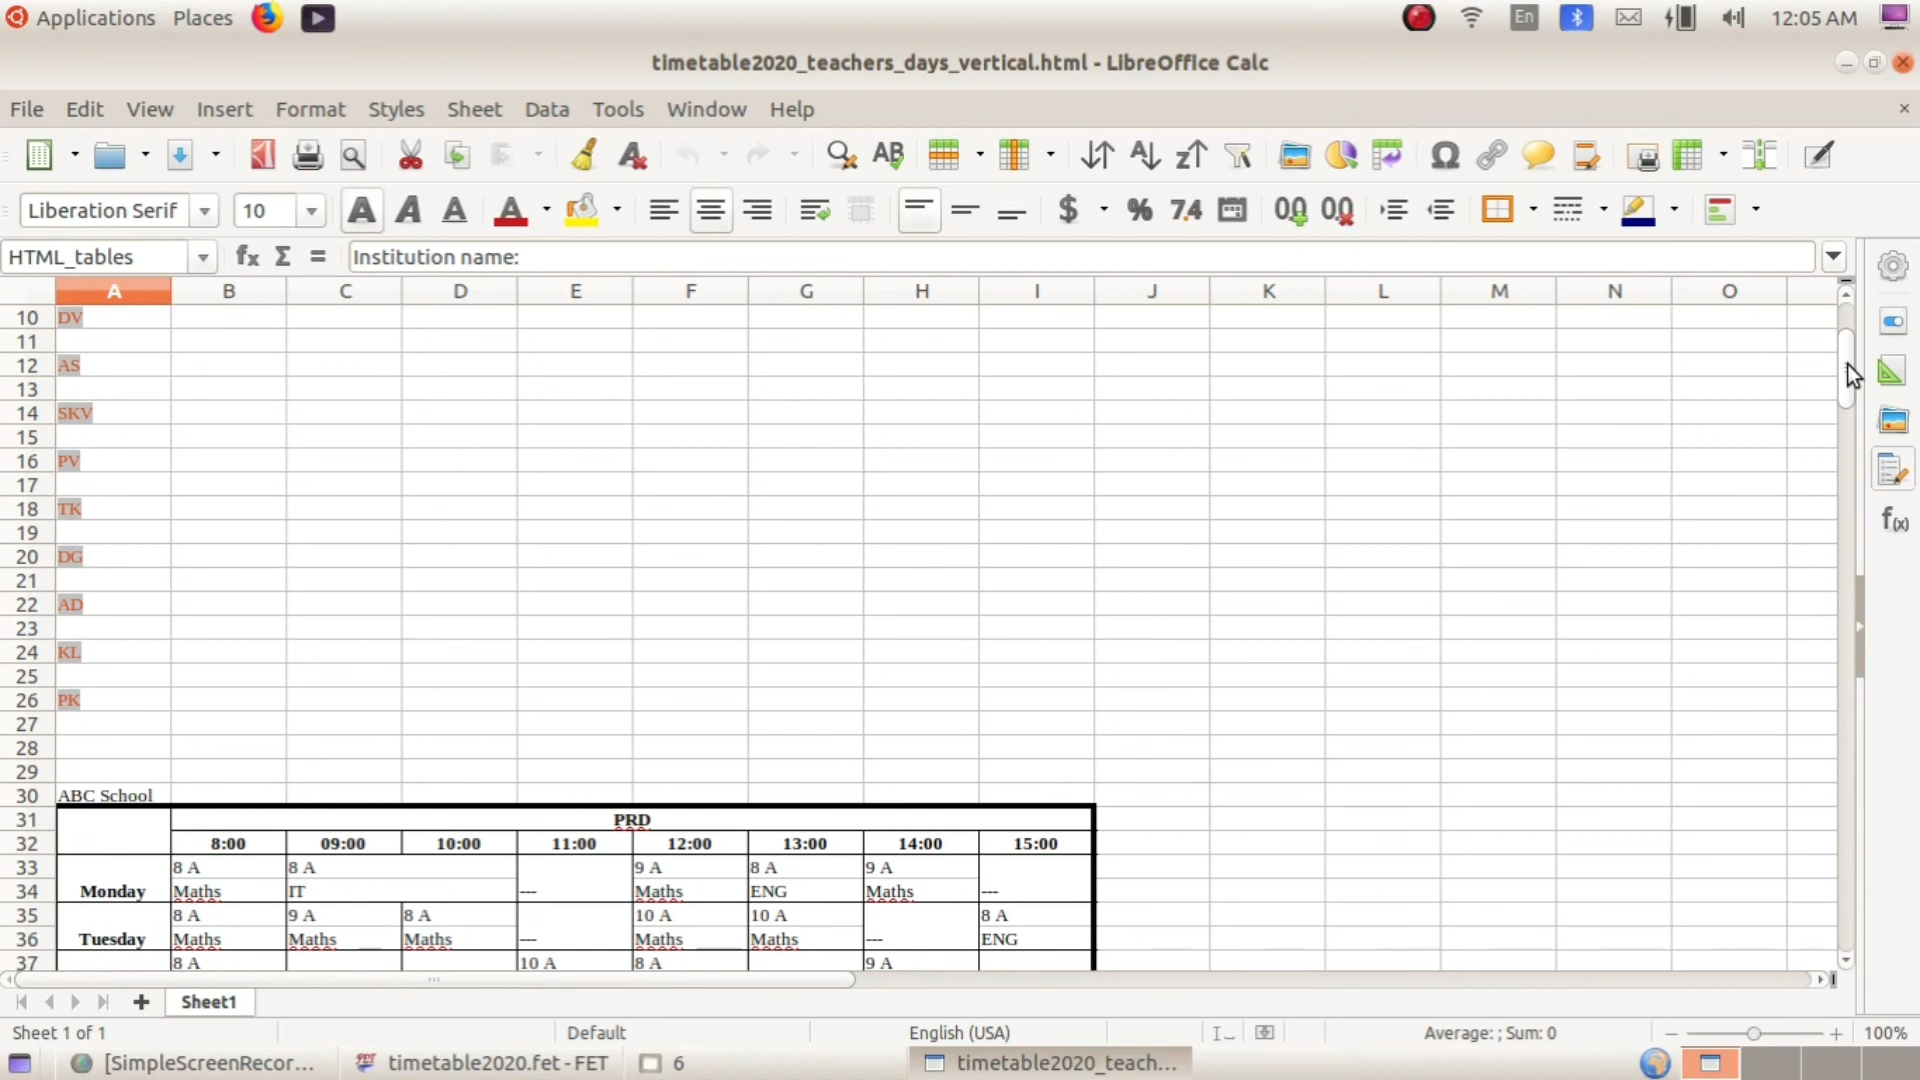 Applications Places En 12:05 AM
timetable2020_teachers_days_vertical.html - LibreOffice Calc
File Edit View Insert Format Styles Sheet Data Tools Window Help
Liberation Serif 10
HTML_tables Institution name:
A B C D E F G H I J K L M N O
10 DV
11
12 AS
13
14 SKV
15
16 PV
17
18 TK
19
20 DG
21
22 AD
23
24 KL
25
26 PK
27
28
29
30 ABC School
31 PRD
32 8:00 09:00 10:00 11:00 12:00 13:00 14:00 15:00
33 8 A 8 A 9 A 8 A 9 A
34 Monday Maths IT --- Maths ENG Maths ---
35 8 A 9 A 8 A 10 A 10 A 8 A
36 Tuesday Maths Maths Maths --- Maths Maths --- ENG
37 8 A 10 A 8 A 9 A
Sheet1
Sheet 1 of 1 Default English (USA) Average: ; Sum: 0 100%
[SimpleScreenRecor... timetable2020.fet - FET 6 timetable2020_teach...